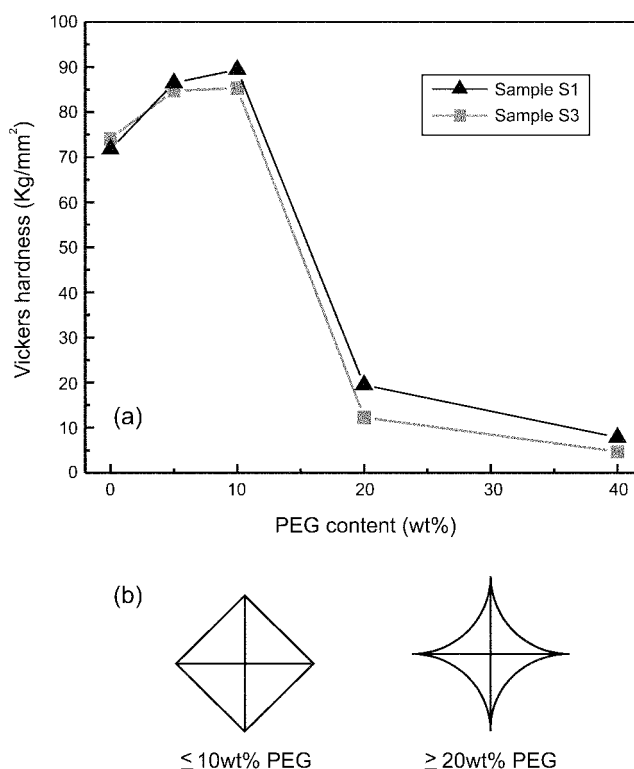 100
90
80
70
60
50
40
30
20
10
0
Vickers hardness (Kg/mm²)
Sample S1
Sample S3
(a)
0 10 20 30 40
PEG content (wt%)
(b)
≤ 10wt% PEG ≥ 20wt% PEG